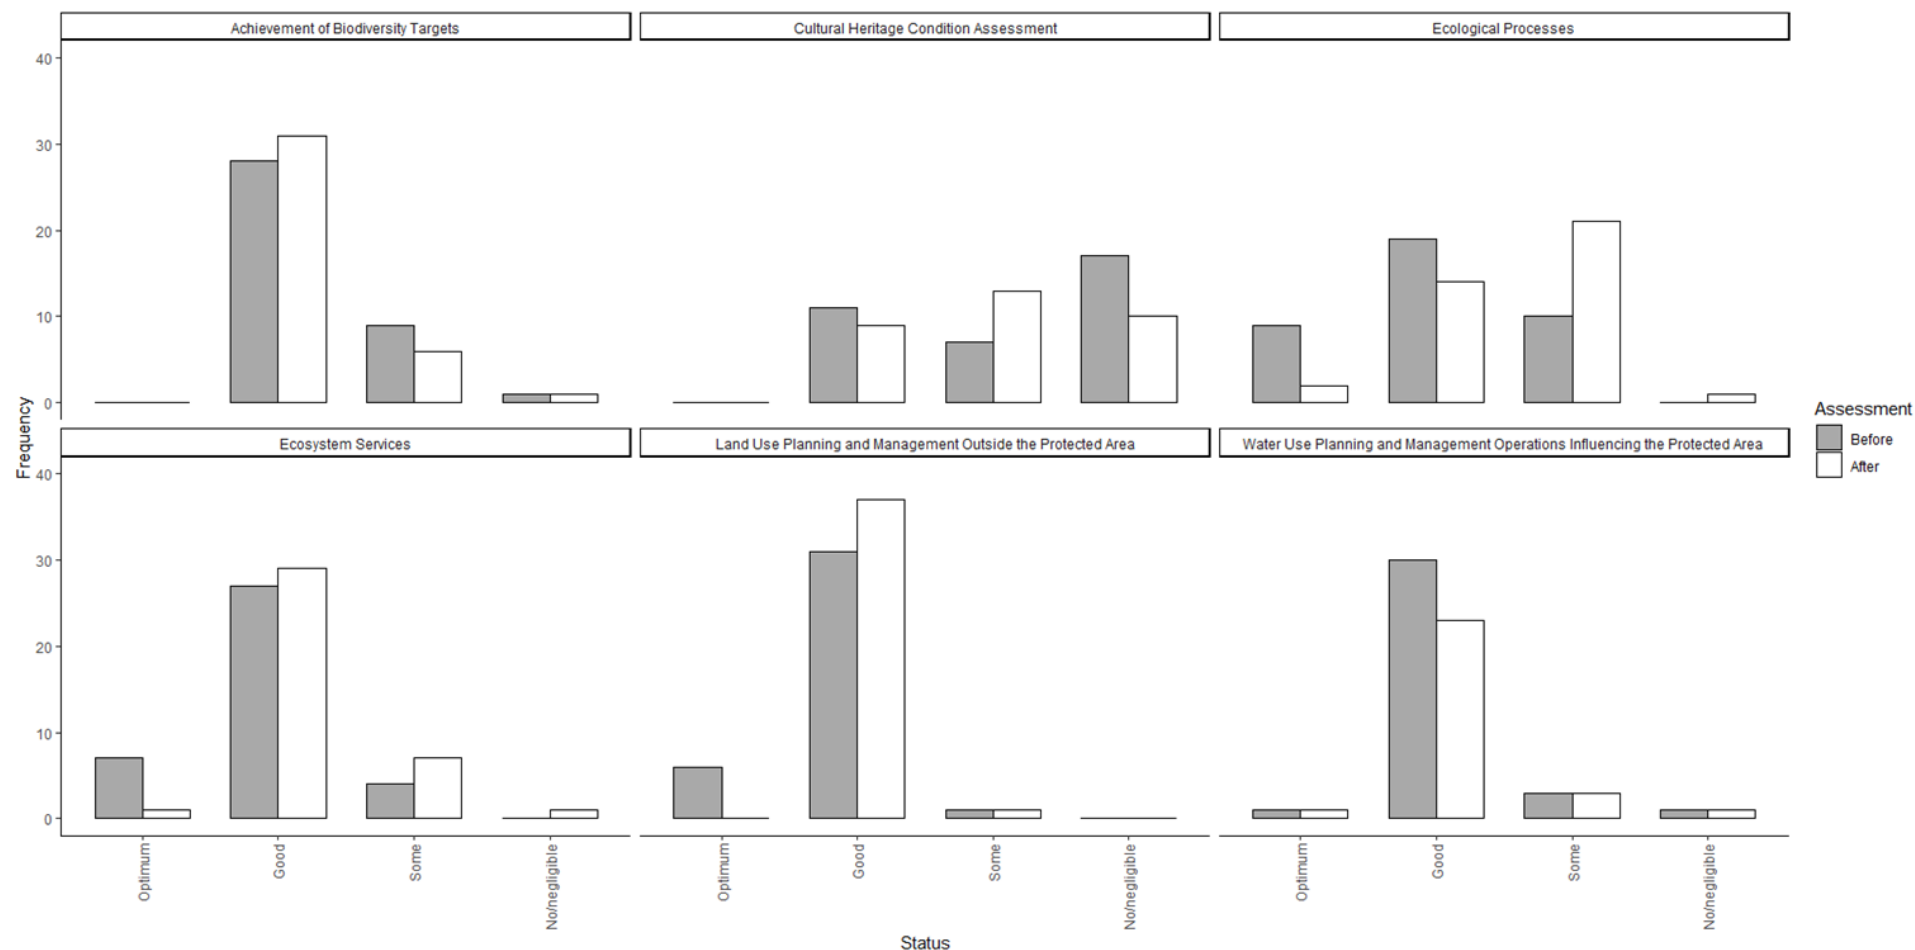 Achievement of Biodiversity Targets
Cultural Heritage Condition Assessment
Ecological Processes
40
30
20
10
0
Frequency
Ecosystem Services
Land Use Planning and Management Outside the Protected Area
Water Use Planning and Management Operations Influencing the Protected Area
40
30
20
10
0
Optimum
Good
Some
No/negligible
Optimum
Good
Some
No/negligible
Optimum
Good
Some
No/negligible
Status
Assessment
Before
After